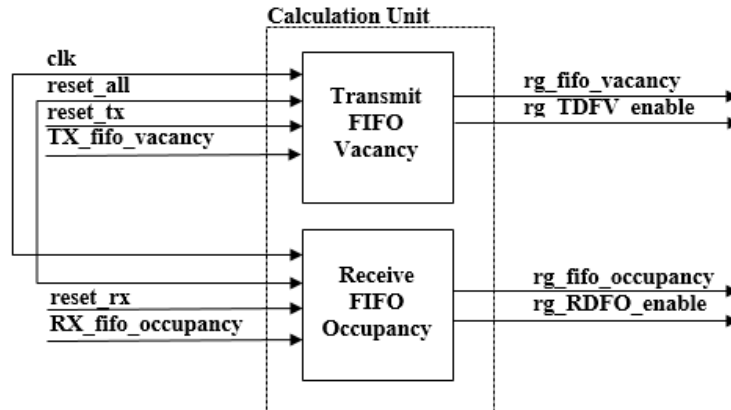 Calculation Unit
clk
reset_all
reset_tx
TX_fifo_vacancy
Transmit
FIFO
Vacancy
rg_fifo_vacancy
rg_TDFV_enable
reset_rx
RX_fifo_occupancy
Receive
FIFO
Occupancy
rg_fifo_occupancy
rg_RDFO_enable